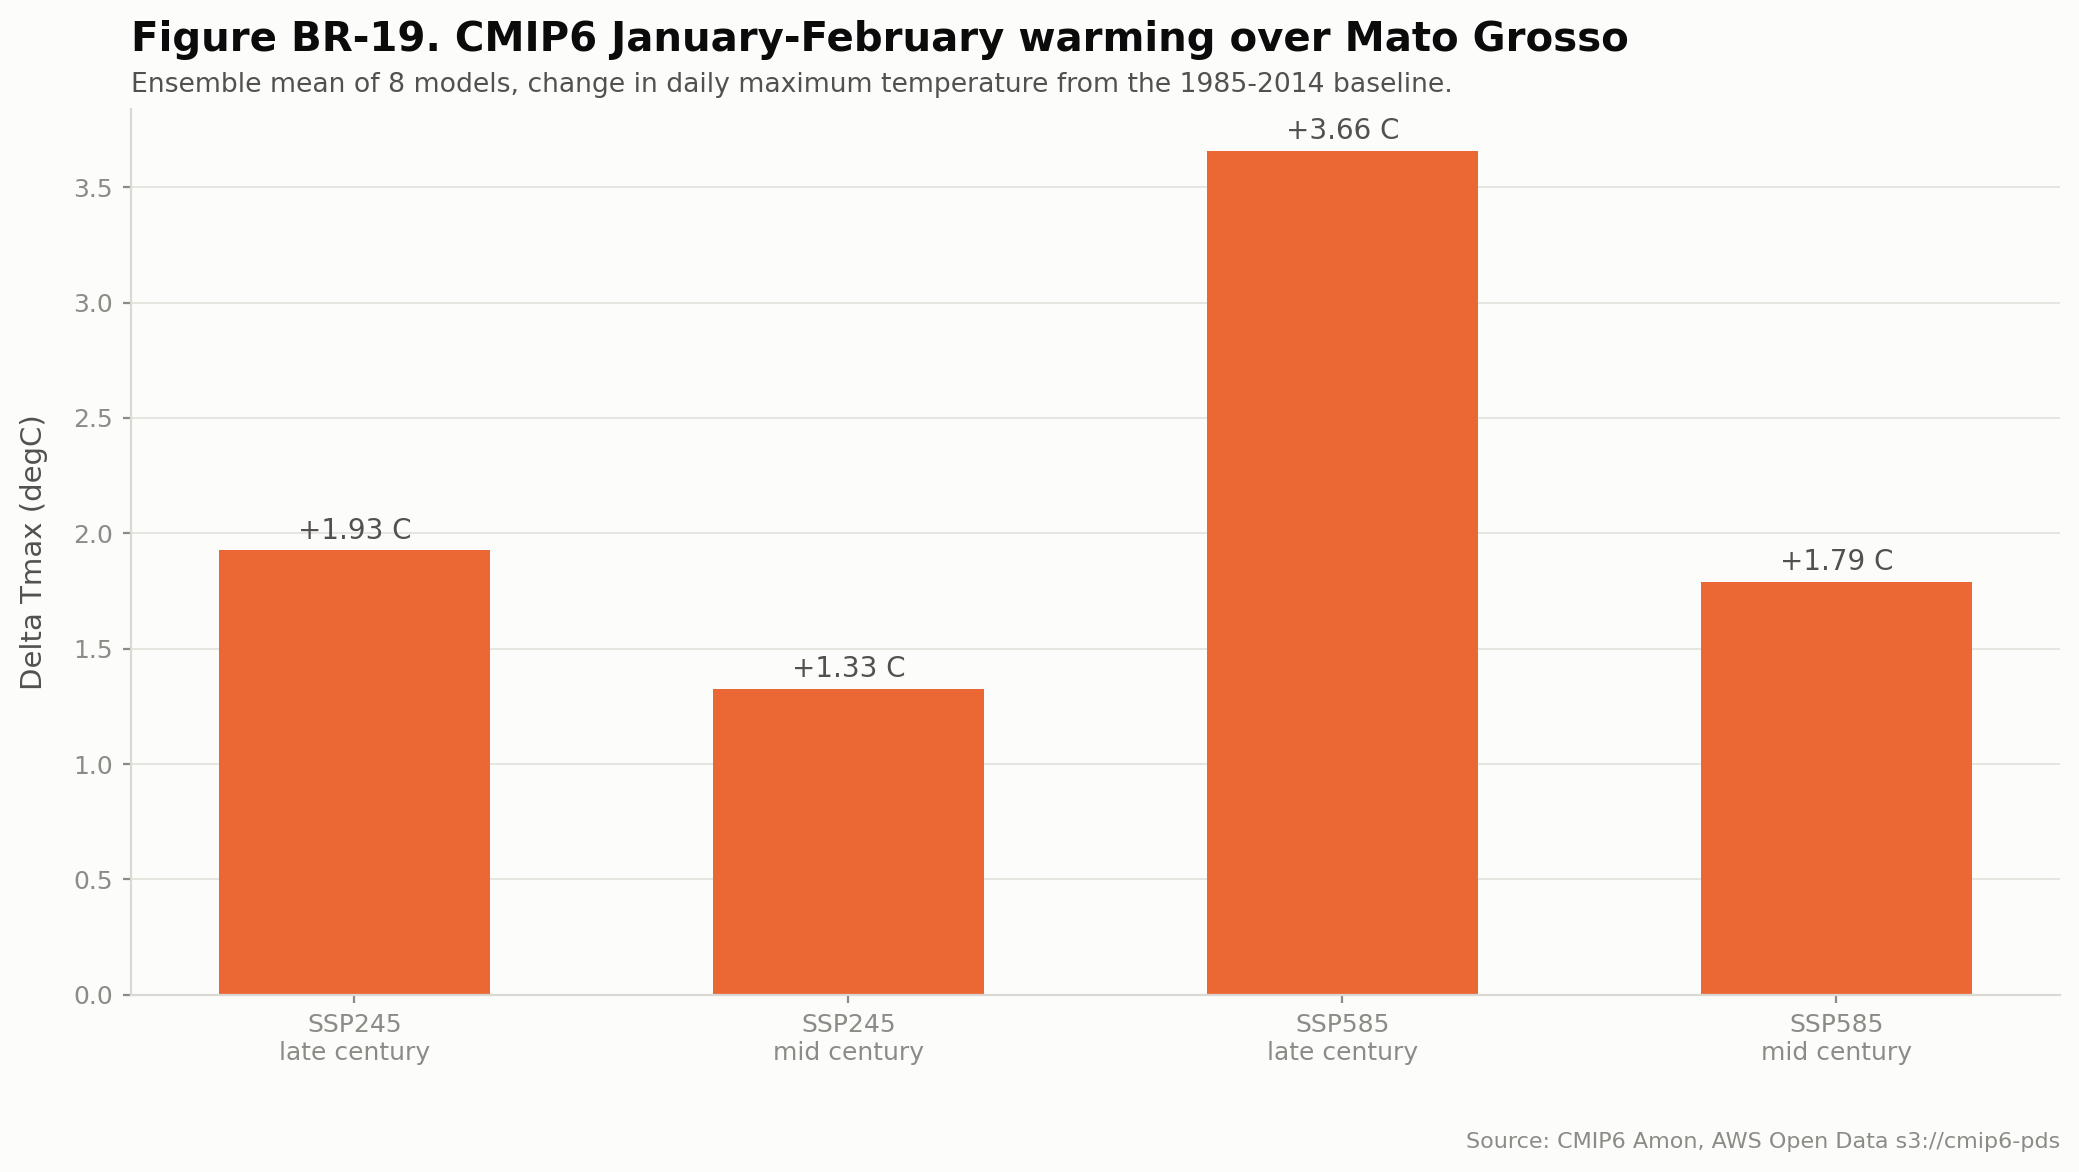 Figure BR-19. CMIP6 January-February warming over Mato Grosso
Ensemble mean of 8 models, change in daily maximum temperature from the 1985-2014 baseline.
Delta Tmax (degC)
3.5
3.0
2.5
2.0
1.5
1.0
0.5
0.0
+1.93 C
+1.33 C
+3.66 C
+1.79 C
SSP245
late century
SSP245
mid century
SSP585
late century
SSP585
mid century
Source: CMIP6 Amon, AWS Open Data s3://cmip6-pds